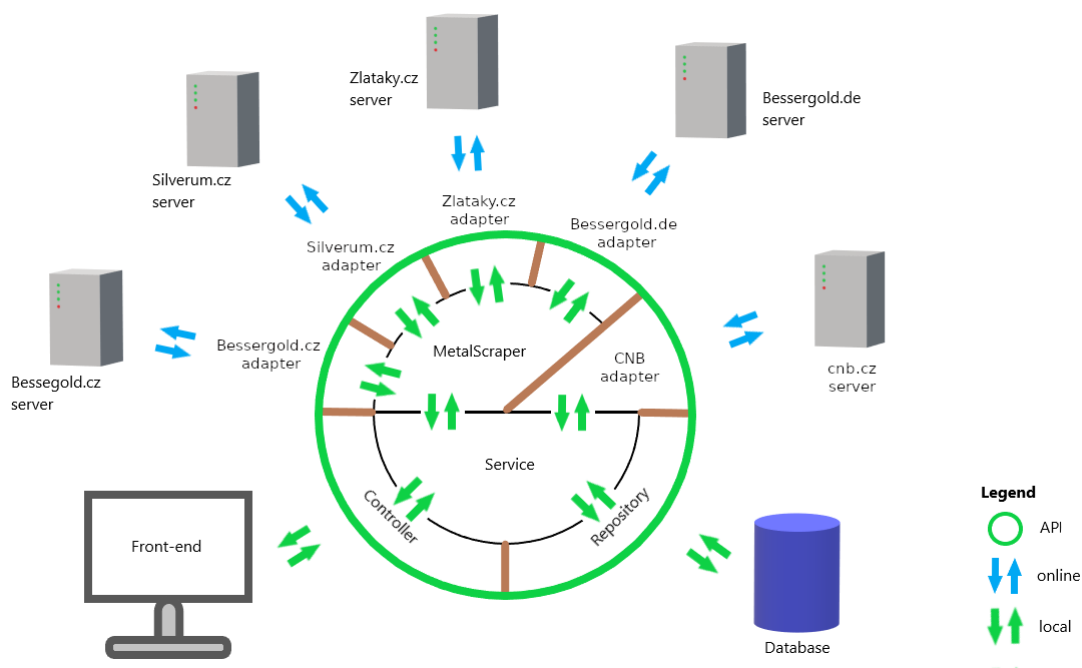 Zlataky.cz
server
Bessergold.de
server
Silverum.cz
server
Zlataky.cz
adapter
Bessergold.de
adapter
Silverum.cz
adapter
Bessergold.cz
adapter
MetalScraper
CNB
adapter
Bessegold.cz
server
cnb.cz
server
Service
Controller
Repository
Front-end
Database
Legend
API
online
local